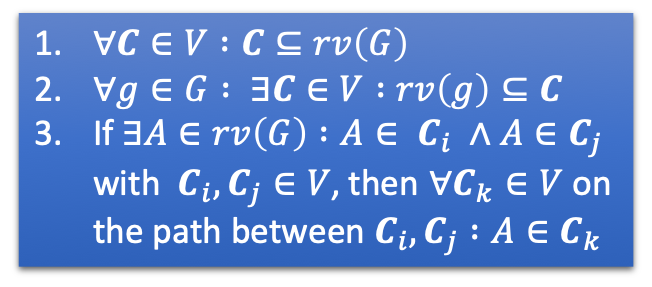 1. ∀C ∈ V : C ⊆ rv(G)
2. ∀g ∈ G : ∃C ∈ V : rv(g) ⊆ C
3. If ∃A ∈ rv(G) : A ∈ Cᵢ ∧ A ∈ Cⱼ
with Cᵢ, Cⱼ ∈ V, then ∀Cₖ ∈ V on
the path between Cᵢ, Cⱼ : A ∈ Cₖ